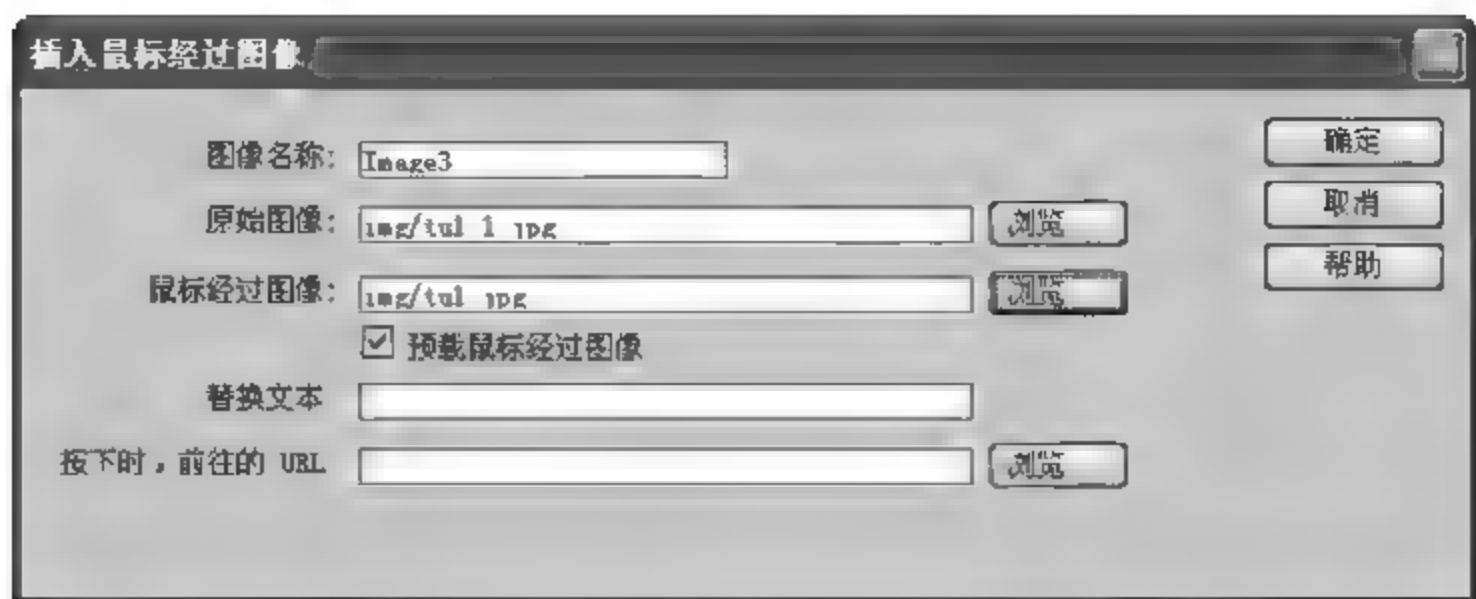 插入鼠标经过图像
图像名称: Image3
原始图像: img/tu1 1 jpg 浏览
鼠标经过图像: img/tu1 jpg 浏览
预载鼠标经过图像
替换文本
按下时，前往的 URL 浏览
确定
取消
帮助